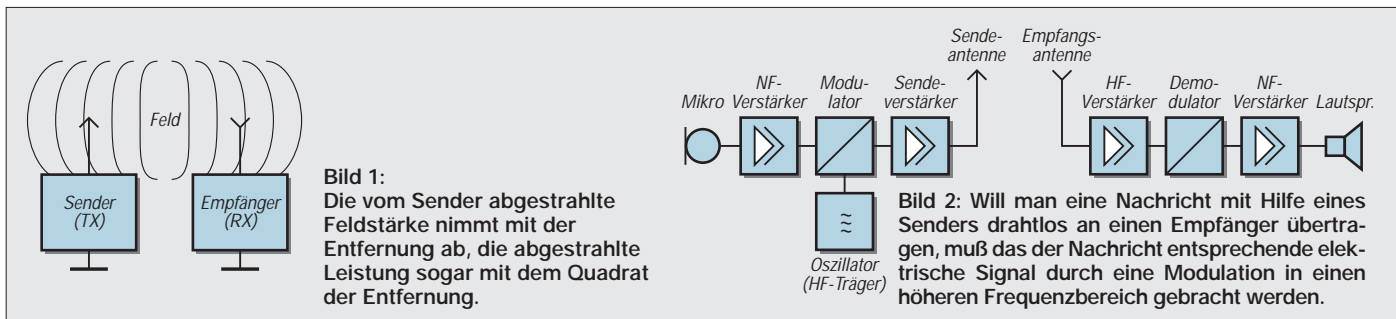 Feld
Sender
(TX)
Empfänger
(RX)
Bild 1:
Die vom Sender abgestrahlte
Feldstärke nimmt mit der
Entfernung ab, die abgestrahlte
Leistung sogar mit dem Quadrat
der Entfernung.
Mikro
NF-
Verstärker
Modu-
lator
Sende-
verstärker
Sende-
antenne
Empfangs-
antenne
HF-
Verstärker
Demo-
dulator
NF-
Verstärker
Lautspr.
Oszillator
(HF-Träger)
Bild 2: Will man eine Nachricht mit Hilfe eines
Senders drahtlos an einen Empfänger übertra-
gen, muß das der Nachricht entsprechende elek-
trische Signal durch eine Modulation in einen
höheren Frequenzbereich gebracht werden.